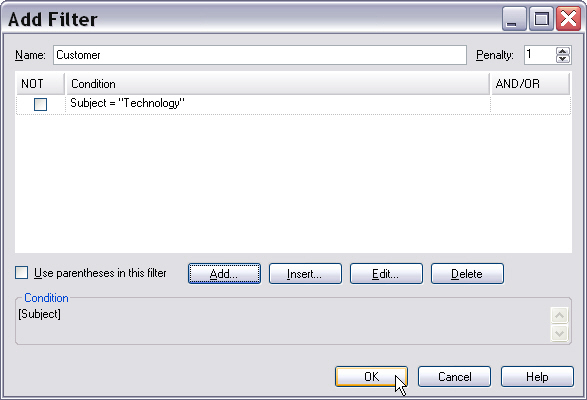 Add Filter
Name: Customer Penalty: 1
NOT Condition AND/OR
Subject = "Technology"
Use parentheses in this filter Add... Insert... Edit... Delete
Condition
[Subject]
OK Cancel Help